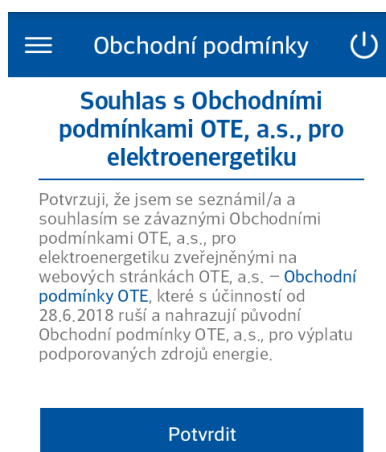 Obchodní podmínky
Souhlas s Obchodními
podmínkami OTE, a.s., pro
elektroenergetiku
Potvrzuji, že jsem se seznámil/a a
souhlasím se závaznými Obchodními
podmínkami OTE, a.s., pro
elektroenergetiku zveřejněnými na
webových stránkách OTE, a.s. – Obchodní
podmínky OTE, které s účinností od
28.6.2018 ruší a nahrazují původní
Obchodní podmínky OTE, a.s., pro výplatu
podporovaných zdrojů energie.
Potvrdit